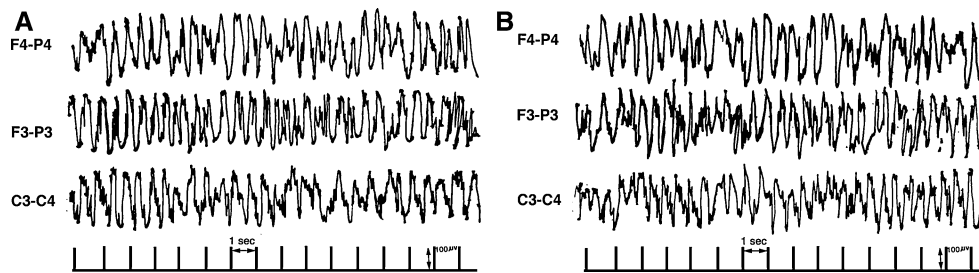 A
F4-P4
F3-P3
C3-C4
1 sec
100μV
B
F4-P4
F3-P3
C3-C4
1 sec
100μV